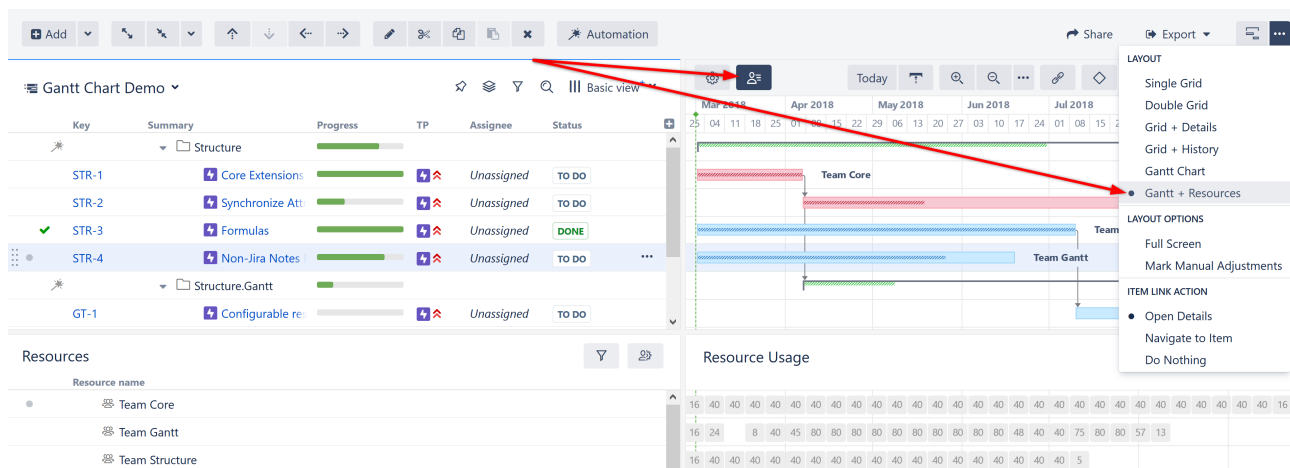 Add
Automation
Share
Export
Gantt Chart Demo
Basic view
Today
Key Summary Progress TP Assignee Status
Mar 2018 Apr 2018 May 2018 Jun 2018 Jul 2018
25 04 11 18 25 01 08 15 22 29 06 13 20 27 03 10 17 24 01 08 15
Structure
STR-1 Core Extensions Unassigned TO DO
Team Core
STR-2 Synchronize Att Unassigned TO DO
STR-3 Formulas Unassigned DONE
Team
STR-4 Non-Jira Notes Unassigned TO DO
Team Gantt
Structure.Gantt
GT-1 Configurable re Unassigned TO DO
LAYOUT
Single Grid
Double Grid
Grid + Details
Grid + History
Gantt Chart
Gantt + Resources
LAYOUT OPTIONS
Full Screen
Mark Manual Adjustments
ITEM LINK ACTION
Open Details
Navigate to Item
Do Nothing
Resources
Resource name
Team Core
Team Gantt
Team Structure
Resource Usage
16 40 40 40 40 40 40 40 40 40 40 40 40 40 40 40 40 40 40 40 40 40 40 40 40 40 40 40 40 16
16 24 8 40 45 80 80 80 80 80 80 80 80 80 80 48 40 40 75 80 80 57 13
16 40 40 40 40 40 40 40 40 40 40 40 40 40 40 40 40 40 40 5